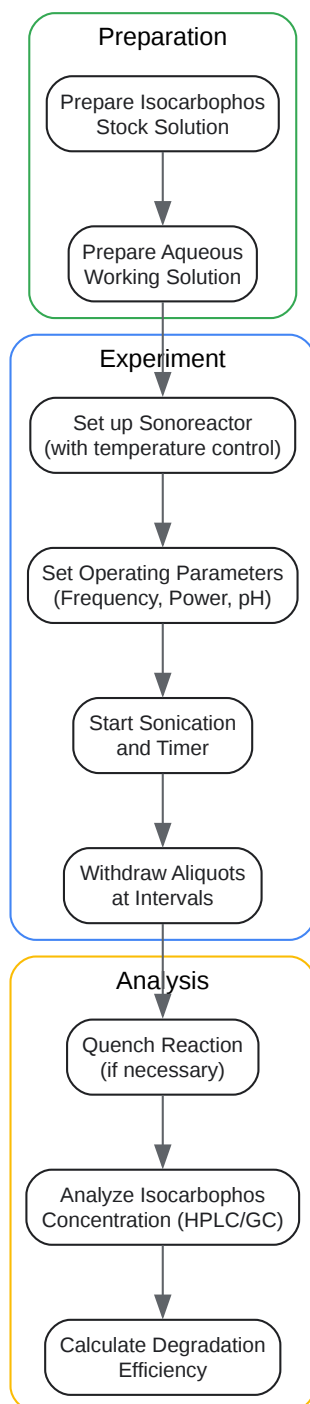 Preparation
Prepare Isocarbophos
Stock Solution
Prepare Aqueous
Working Solution
Experiment
Set up Sonoreactor
(with temperature control)
Set Operating Parameters
(Frequency, Power, pH)
Start Sonication
and Timer
Withdraw Aliquots
at Intervals
Analysis
Quench Reaction
(if necessary)
Analyze Isocarbophos
Concentration (HPLC/GC)
Calculate Degradation
Efficiency